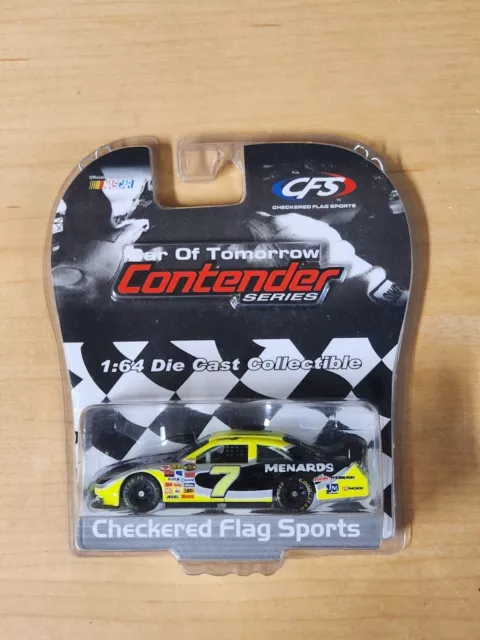 NASCAR
CFS
CHECKERED FLAG SPORTS
Car Of Tomorrow
Contender
SERIES
1:64 Die Cast Collectible
7
MENARDS
Checkered Flag Sports